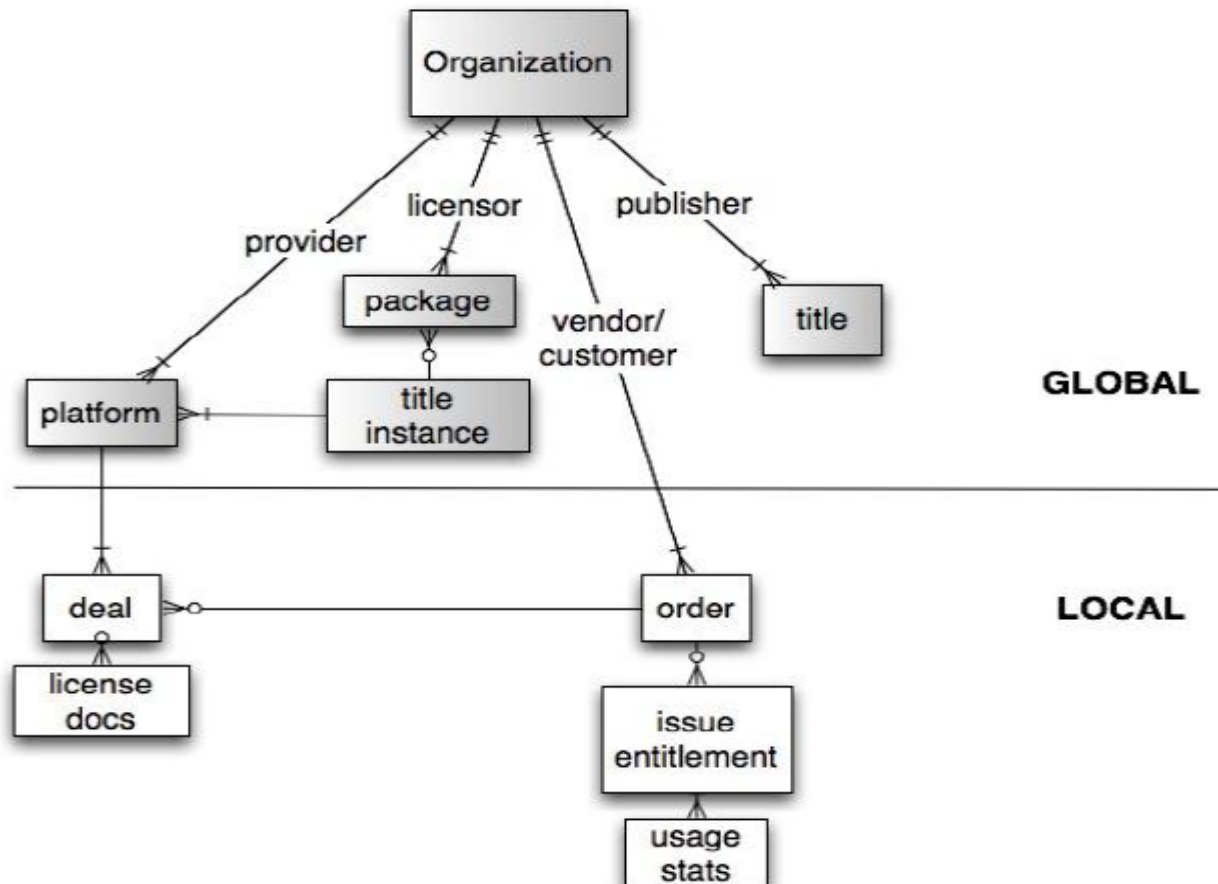 Organization
licensor
publisher
provider
package
title
vendor/
customer
GLOBAL
platform
title
instance
deal
order
LOCAL
license
docs
issue
entitlement
usage
stats